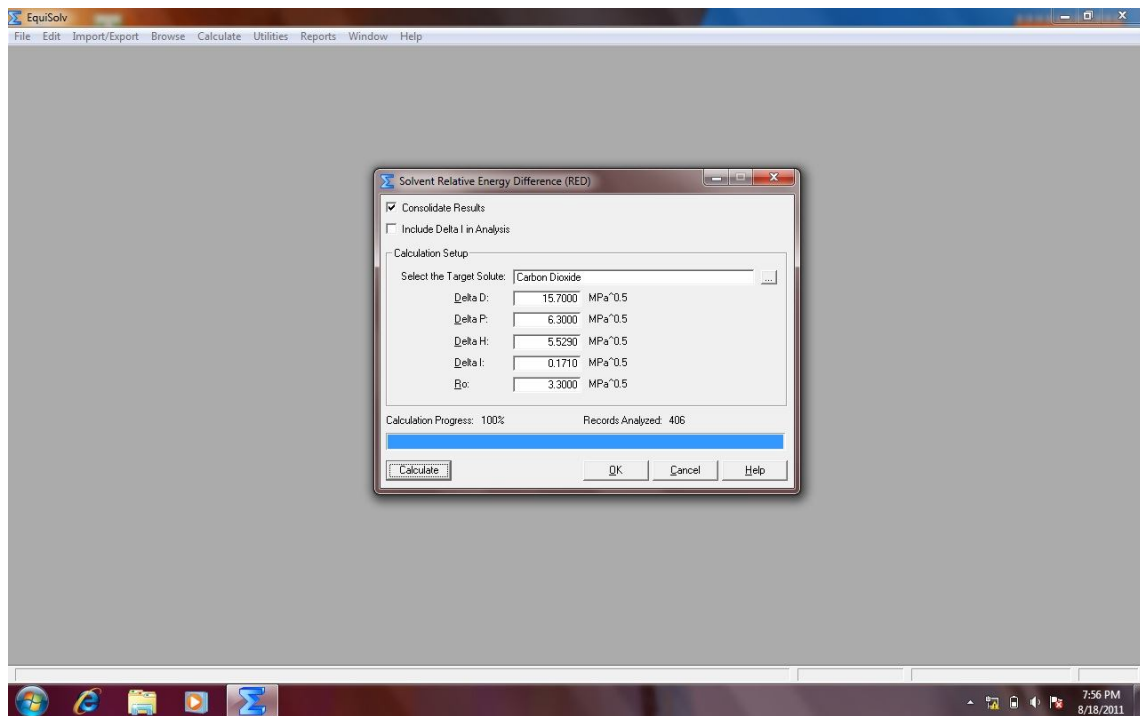 EquiSolv
File Edit Import/Export Browse Calculate Utilities Reports Window Help
Solvent Relative Energy Difference (RED)
Consolidate Results
Include Delta I in Analysis
Calculation Setup
Select the Target Solute: Carbon Dioxide ...
Delta D: 15.7000 MPa^0.5
Delta P: 6.3000 MPa^0.5
Delta H: 5.5290 MPa^0.5
Delta I: 0.1710 MPa^0.5
Ro: 3.3000 MPa^0.5
Calculation Progress: 100% Records Analyzed: 406
Calculate OK Cancel Help
7:56 PM
8/18/2011